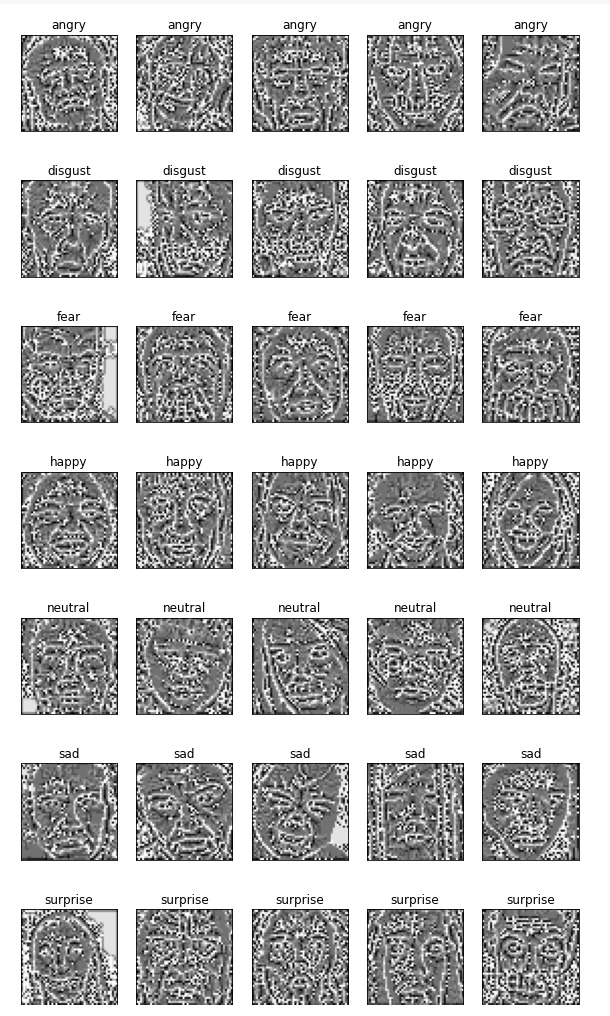 angry angry angry angry angry
disgust disgust disgust disgust disgust
fear fear fear fear fear
happy happy happy happy happy
neutral neutral neutral neutral neutral
sad sad sad sad sad
surprise surprise surprise surprise surprise